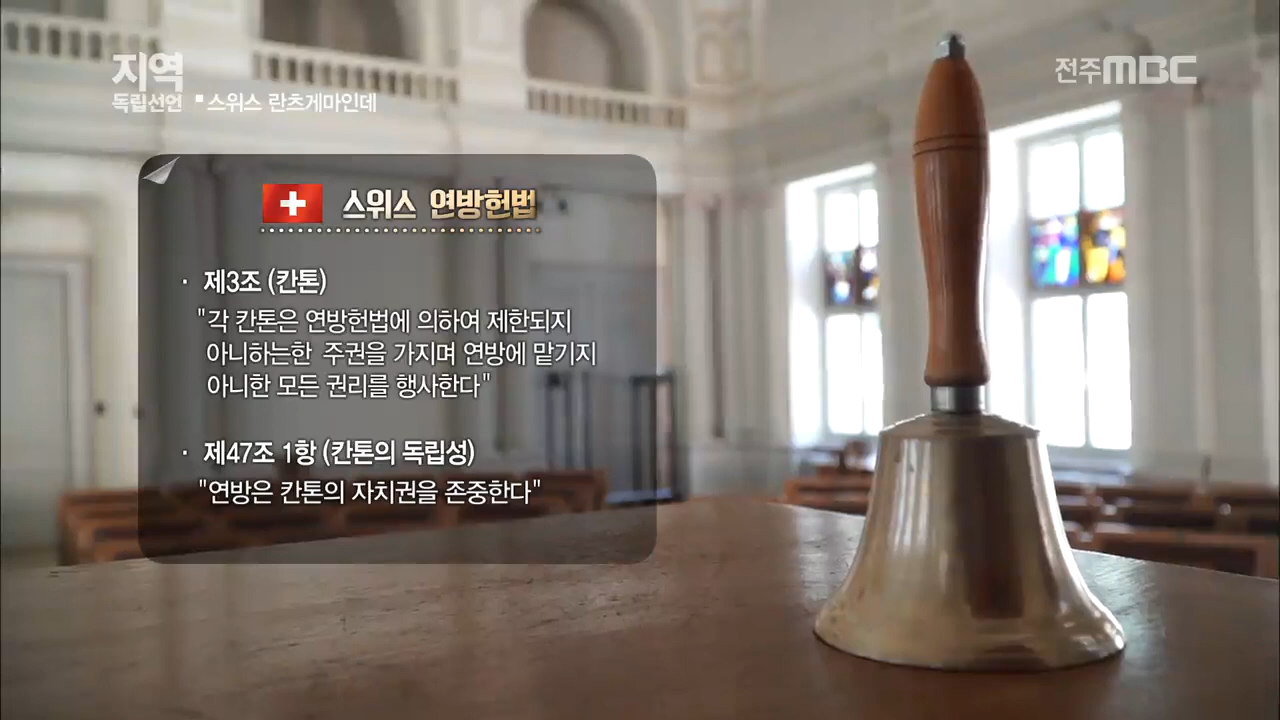 지역
독립선언 ▪ 스위스 란츠게마인데
전주MBC
스위스 연방헌법
· 제3조 (칸톤)
"각 칸톤은 연방헌법에 의하여 제한되지
아니하는한 주권을 가지며 연방에 맡기지
아니한 모든 권리를 행사한다"
· 제47조 1항 (칸톤의 독립성)
"연방은 칸톤의 자치권을 존중한다"